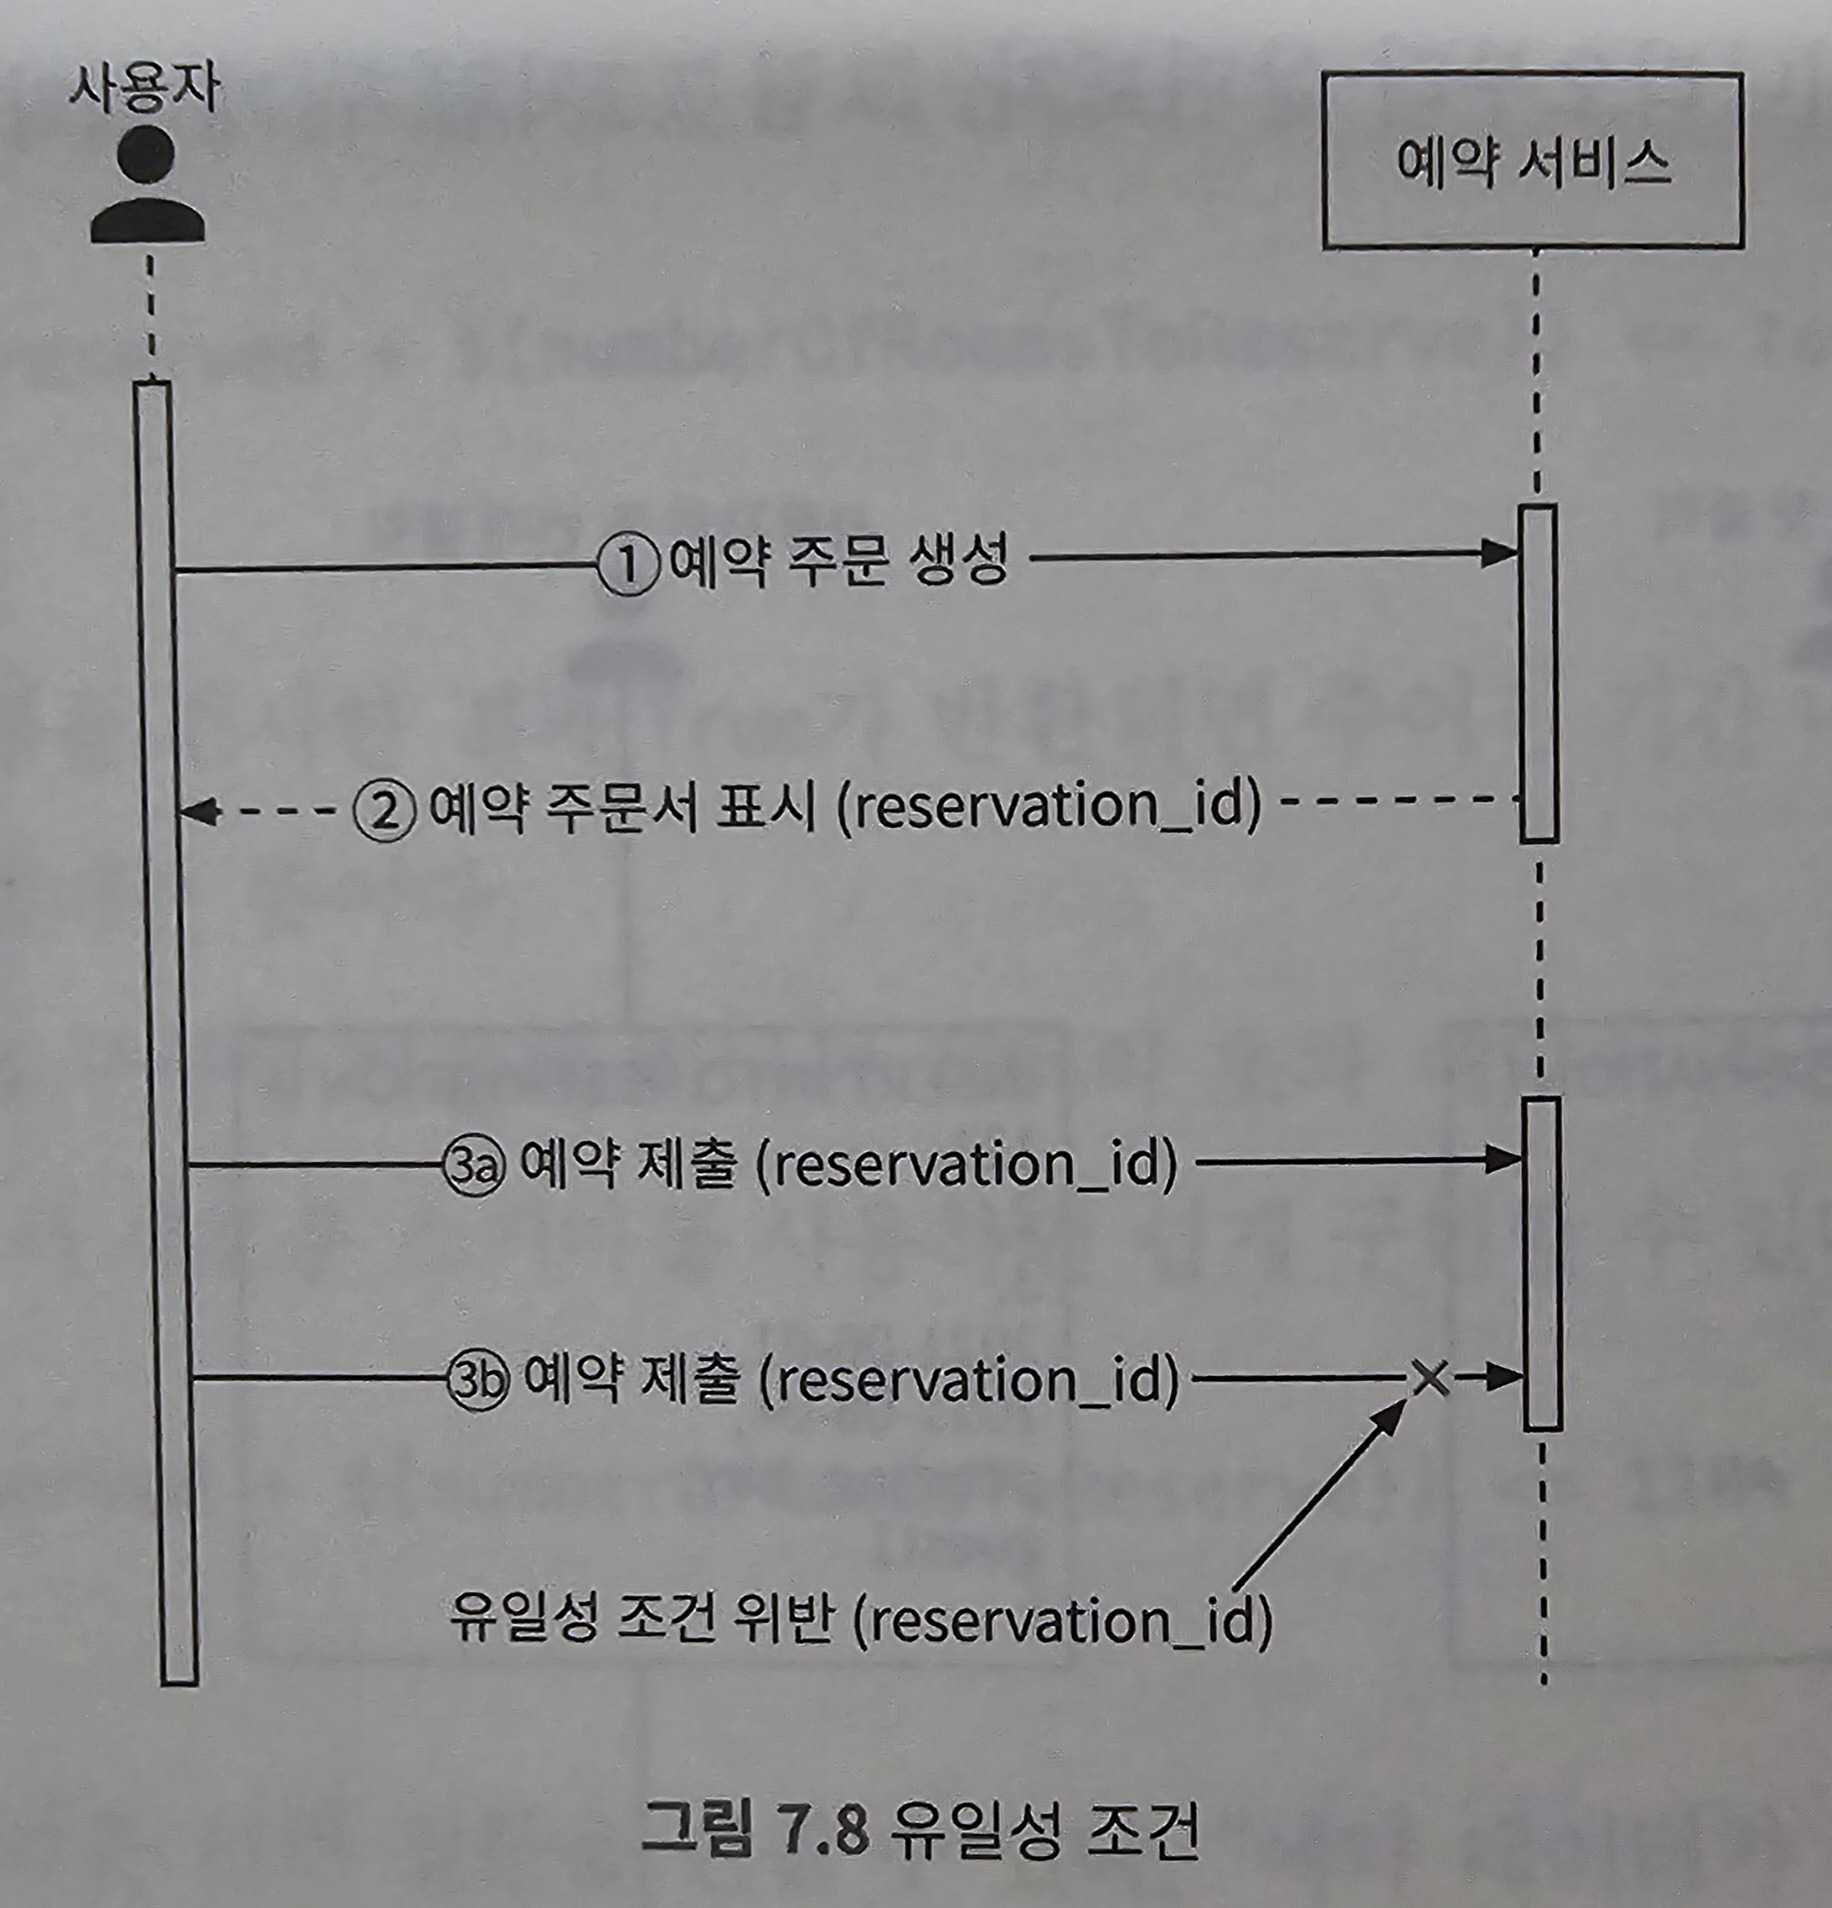 사용자
예약 서비스
① 예약 주문 생성
② 예약 주문서 표시 (reservation_id)
3a 예약 제출 (reservation_id)
3b 예약 제출 (reservation_id)
유일성 조건 위반 (reservation_id)
그림 7.8 유일성 조건